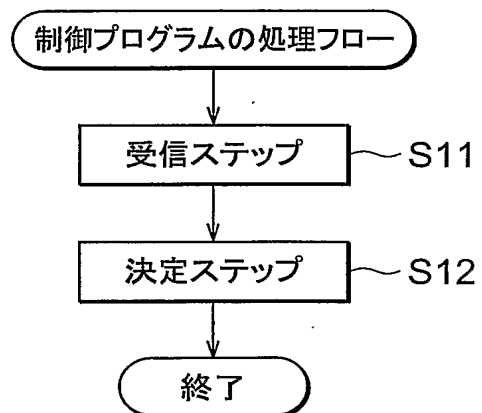 制御プログラムの処理フロー
受信ステップ
S11
決定ステップ
S12
終了